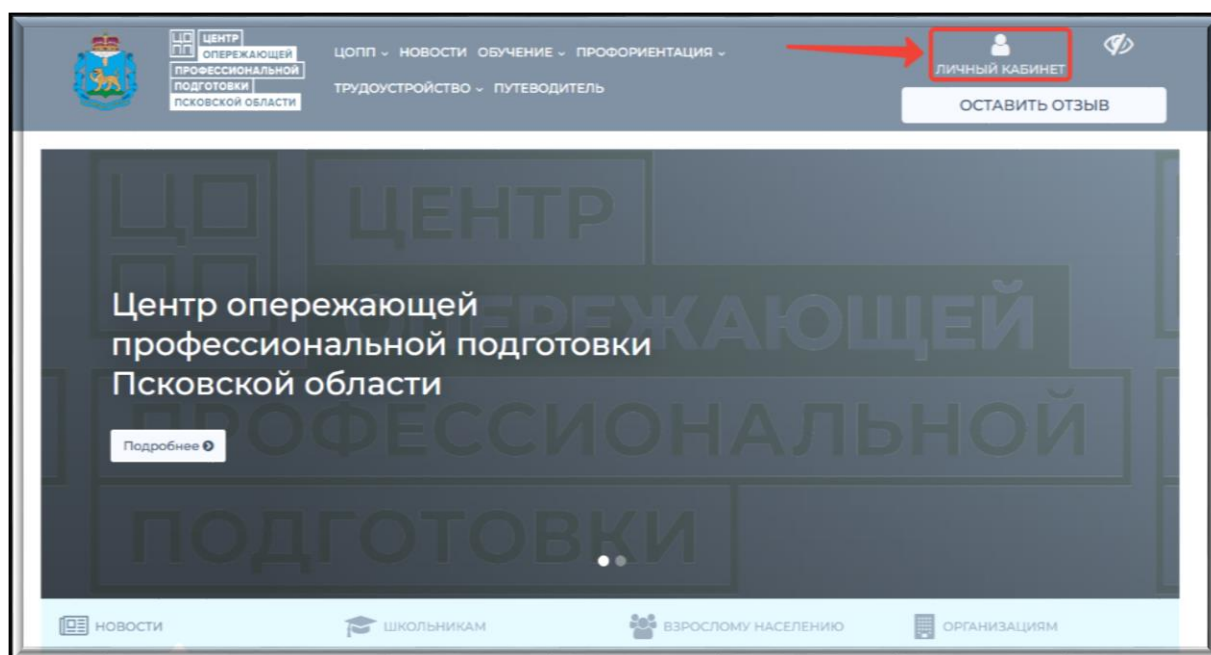 ЦЕНТР
ОПЕРЕЖАЮЩЕЙ
ПРОФЕССИОНАЛЬНОЙ
ПОДГОТОВКИ
ПСКОВСКОЙ ОБЛАСТИ
ЦОПП НОВОСТИ ОБУЧЕНИЕ ПРОФОРИЕНТАЦИЯ
ТРУДОУСТРОЙСТВО ПУТЕВОДИТЕЛЬ
ЛИЧНЫЙ КАБИНЕТ
ОСТАВИТЬ ОТЗЫВ
ЦЕНТР
ОПЕРЕЖАЮЩЕЙ
ПРОФЕССИОНАЛЬНОЙ
ПОДГОТОВКИ
Центр опережающей
профессиональной подготовки
Псковской области
Подробнее
НОВОСТИ ШКОЛЬНИКАМ ВЗРОСЛОМУ НАСЕЛЕНИЮ ОРГАНИЗАЦИЯМ